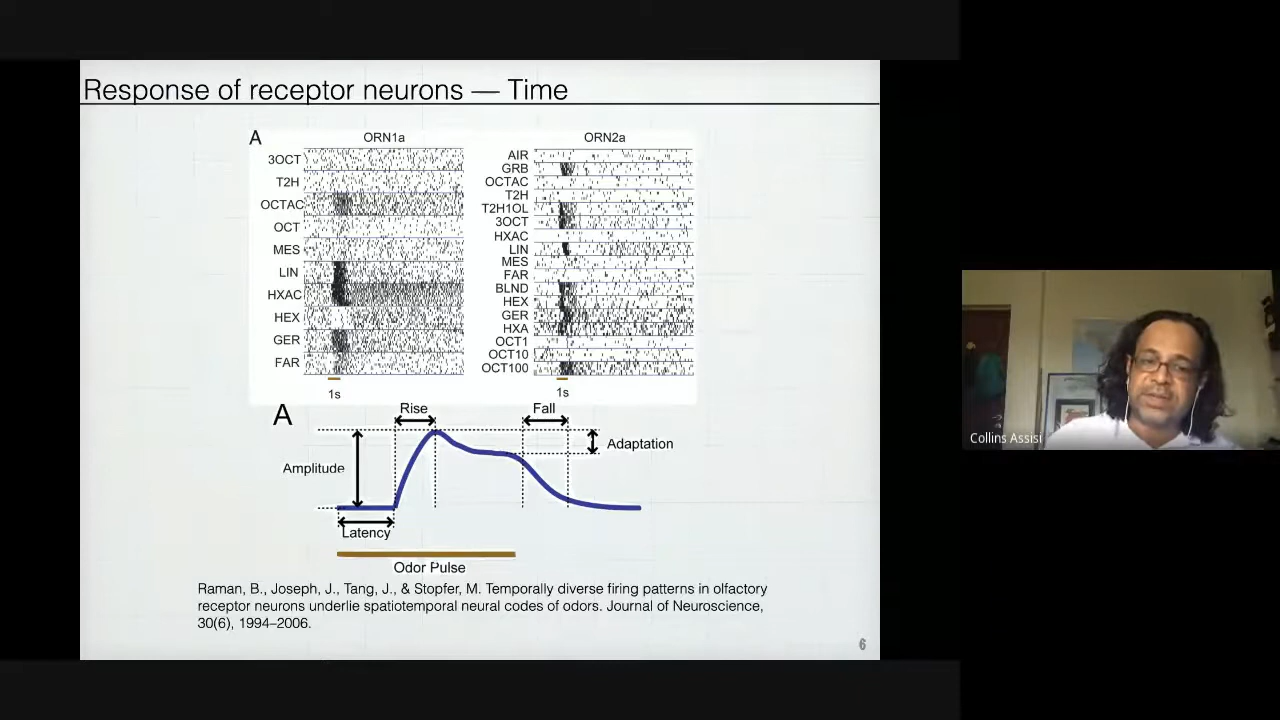 Response of receptor neurons — Time
A
ORN1a
3OCT
T2H
OCTAC
OCT
MES
LIN
HXAC
HEX
GER
FAR
1s
ORN2a
AIR
GRB
OCTAC
T2H
T2H1OL
3OCT
HXAC
LIN
MES
FAR
BLND
HEX
GER
HXA
OCT1
OCT10
OCT100
1s
A
Rise
Fall
Adaptation
Amplitude
Latency
Odor Pulse
Raman, B., Joseph, J., Tang, J., & Stopfer, M. Temporally diverse firing patterns in olfactory
receptor neurons underlie spatiotemporal neural codes of odors. Journal of Neuroscience,
30(6), 1994–2006.
6
Collins Assisi